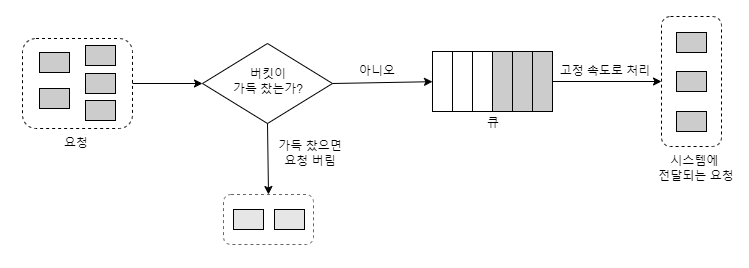 요청
버킷이
가득 찼는가?
아니오
가득 찼으면
요청 버림
큐
고정 속도로 처리
시스템에
전달되는 요청